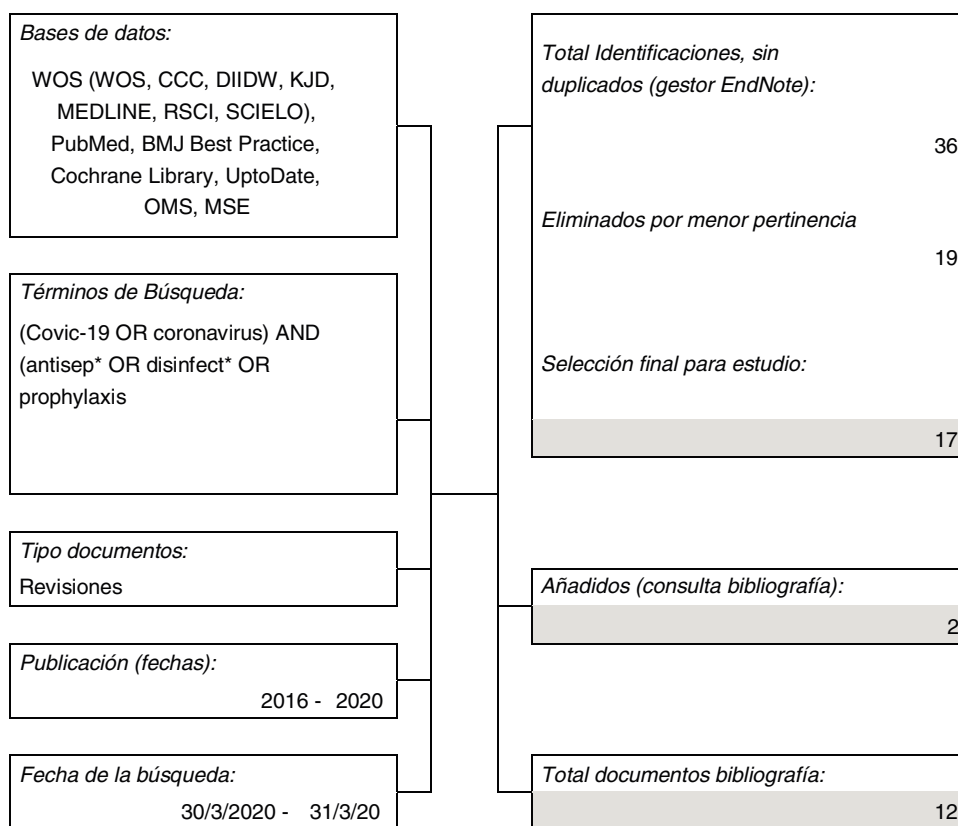 Bases de datos:
WOS (WOS, CCC, DIIDW, KJD,
MEDLINE, RSCI, SCIELO),
PubMed, BMJ Best Practice,
Cochrane Library, UptoDate,
OMS, MSE
Términos de Búsqueda:
(Covic-19 OR coronavirus) AND
(antisep* OR disinfect* OR
prophylaxis
Tipo documentos:
Revisiones
Publicación (fechas):
2016 - 2020
Fecha de la búsqueda:
30/3/2020 - 31/3/20
Total Identificaciones, sin
duplicados (gestor EndNote):
36
Eliminados por menor pertinencia
19
Selección final para estudio:
17
Añadidos (consulta bibliografía):
2
Total documentos bibliografía:
12